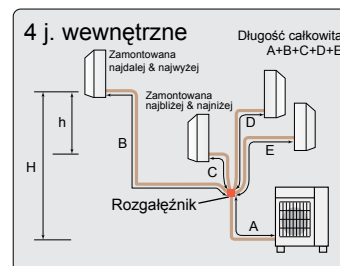 4 j. wewnętrzne
Długość całkowita
A+B+C+D+E
Zamontowana
najdalej & najwyżej
Zamontowana
najbliżej & najniżej
h
H
B
C
D
E
A
Rozgałęźnik